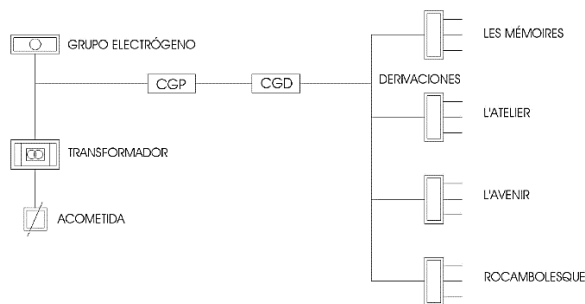 GRUPO ELECTRÓGENO
CGP
CGD
DERIVACIONES
TRANSFORMADOR
ACOMETIDA
LES MÉMOIRES
L'ATELIER
L'AVENIR
ROCAMBOLESQUE